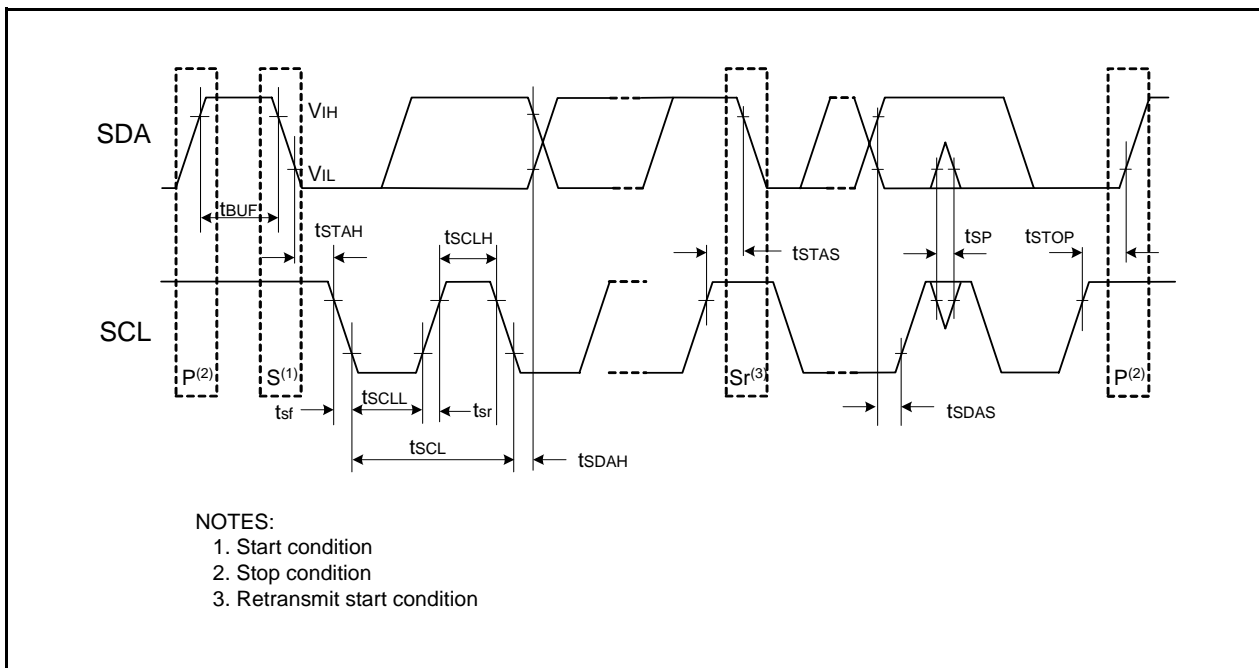 SDA
VIH
VIL
tBUF
tSTAH
tSCLH
tSTAS
tSP
tSTOP
SCL
P(2)
S(1)
Sr(3)
P(2)
tsf
tSCLL
tsr
tSDAS
tSCL
tSDAH
NOTES:
1. Start condition
2. Stop condition
3. Retransmit start condition